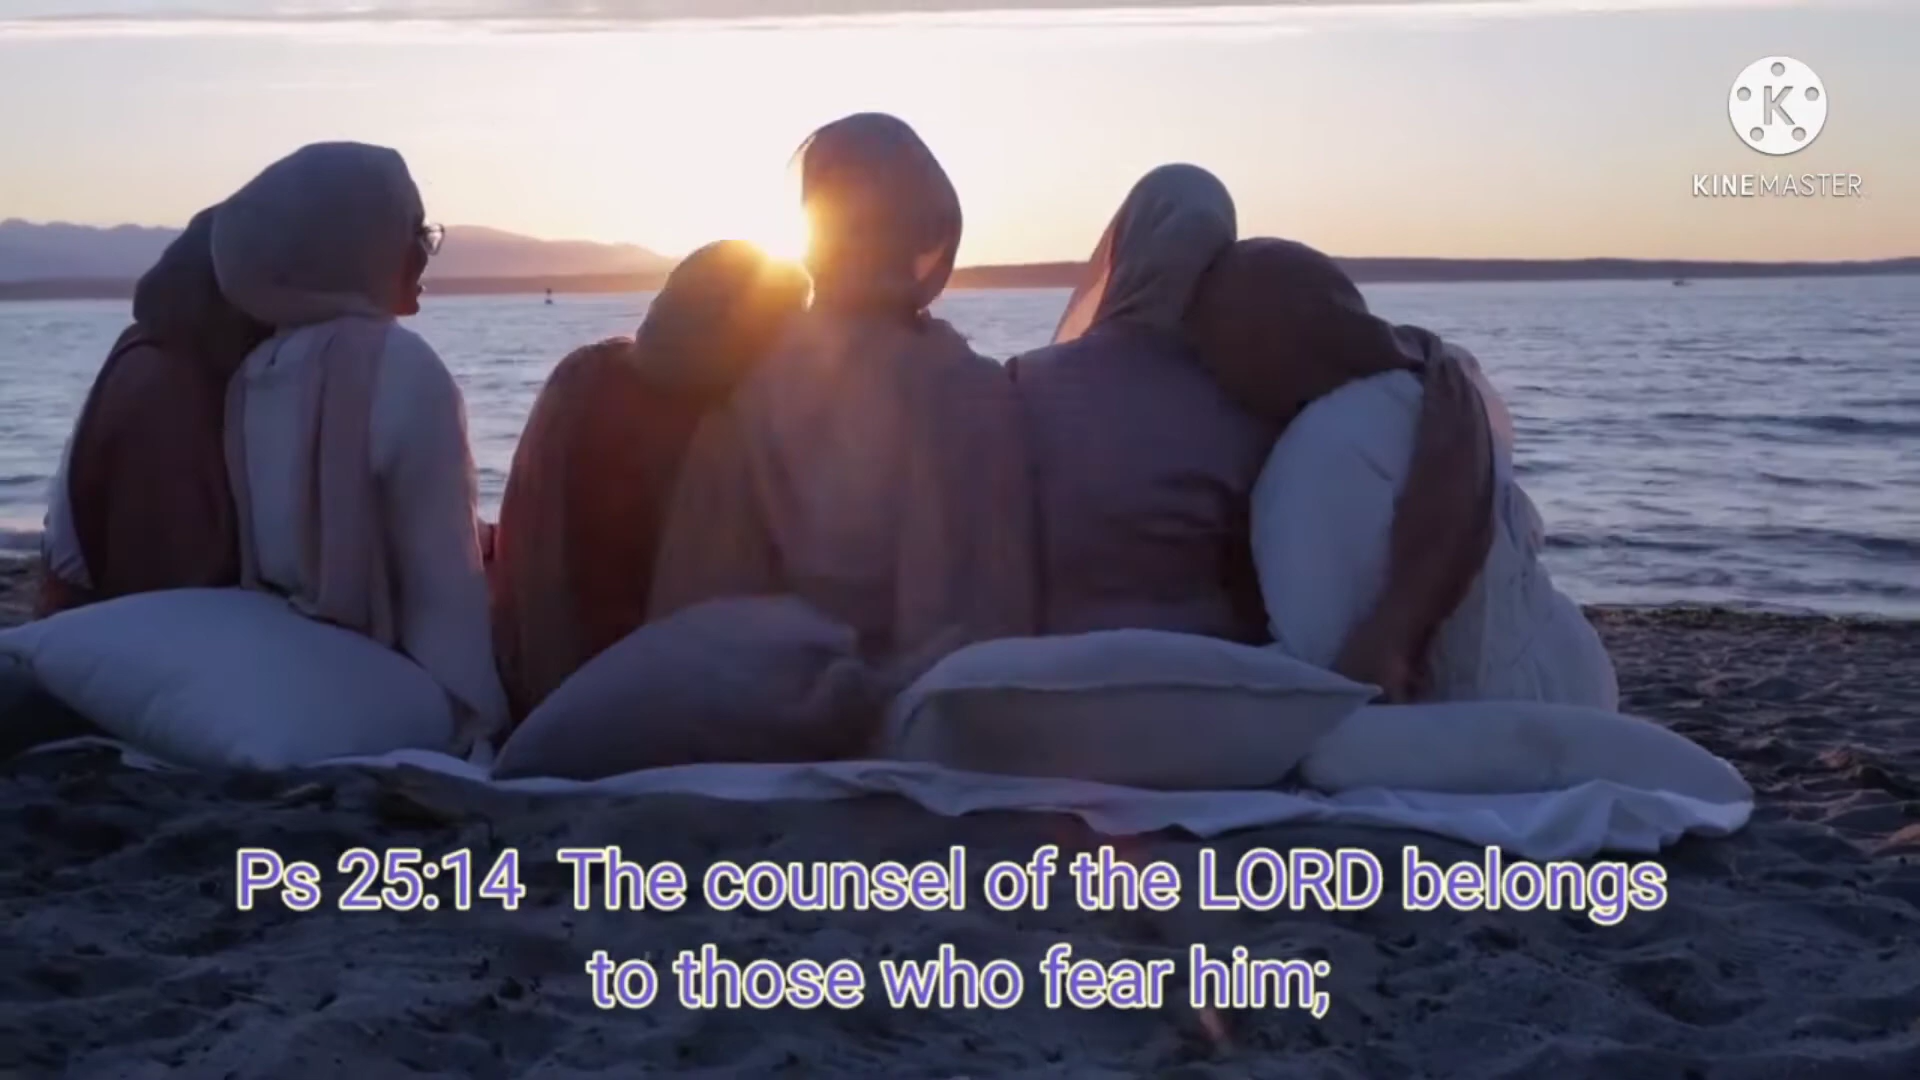 K
KINEMASTER
Ps 25:14 The counsel of the LORD belongs
to those who fear him;